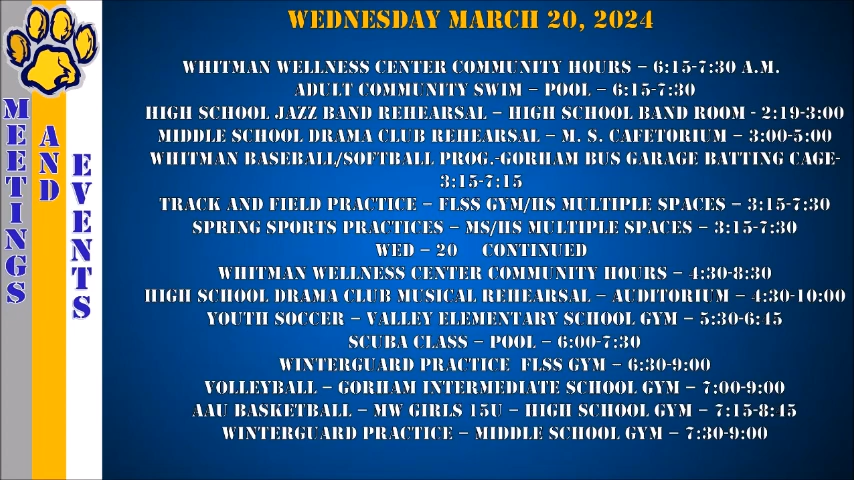 WEDNESDAY MARCH 20, 2024
WHITMAN WELLNESS CENTER COMMUNITY HOURS – 6:15-7:30 A.M.
ADULT COMMUNITY SWIM – POOL – 6:15-7:30
HIGH SCHOOL JAZZ BAND REHEARSAL – HIGH SCHOOL BAND ROOM - 2:19-3:00
MIDDLE SCHOOL DRAMA CLUB REHEARSAL – M. S. CAFETORIUM – 3:00-5:00
WHITMAN BASEBALL/SOFTBALL PROG.-GORHAM BUS GARAGE BATTING CAGE-
3:15-7:15
TRACK AND FIELD PRACTICE – FLSS GYM/HS MULTIPLE SPACES – 3:15-7:30
SPRING SPORTS PRACTICES – MS/HS MULTIPLE SPACES – 3:15-7:30
WED – 20 CONTINUED
WHITMAN WELLNESS CENTER COMMUNITY HOURS – 4:30-8:30
HIGH SCHOOL DRAMA CLUB MUSICAL REHEARSAL – AUDITORIUM – 4:30-10:00
YOUTH SOCCER – VALLEY ELEMENTARY SCHOOL GYM – 5:30-6:45
SCUBA CLASS – POOL – 6:00-7:30
WINTERGUARD PRACTICE FLSS GYM – 6:30-9:00
VOLLEYBALL – GORHAM INTERMEDIATE SCHOOL GYM – 7:00-9:00
AAU BASKETBALL – MW GIRLS 15U – HIGH SCHOOL GYM – 7:15-8:45
WINTERGUARD PRACTICE – MIDDLE SCHOOL GYM – 7:30-9:00
MEETINGS
AND
EVENTS